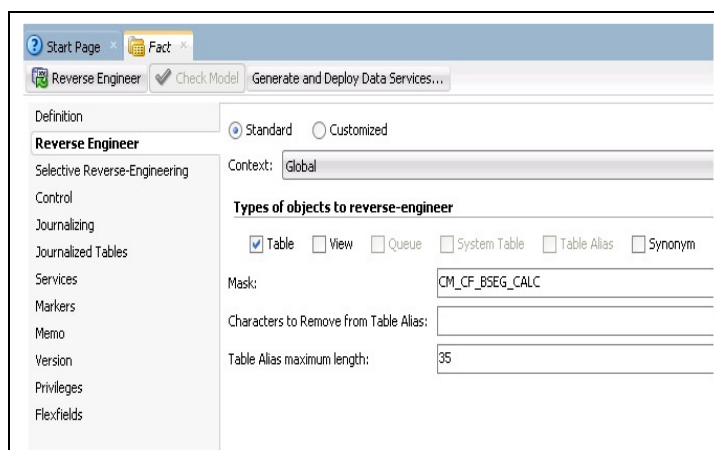 Start Page Fact
Reverse Engineer Check Model Generate and Deploy Data Services...
Definition
Reverse Engineer
Selective Reverse-Engineering
Control
Journalizing
Journalized Tables
Services
Markers
Memo
Version
Privileges
Flexfields
Standard Customized
Context: Global
Types of objects to reverse-engineer
Table View Queue System Table Table Alias Synonym
Mask: CM_CF_BSEG_CALC
Characters to Remove from Table Alias:
Table Alias maximum length: 35